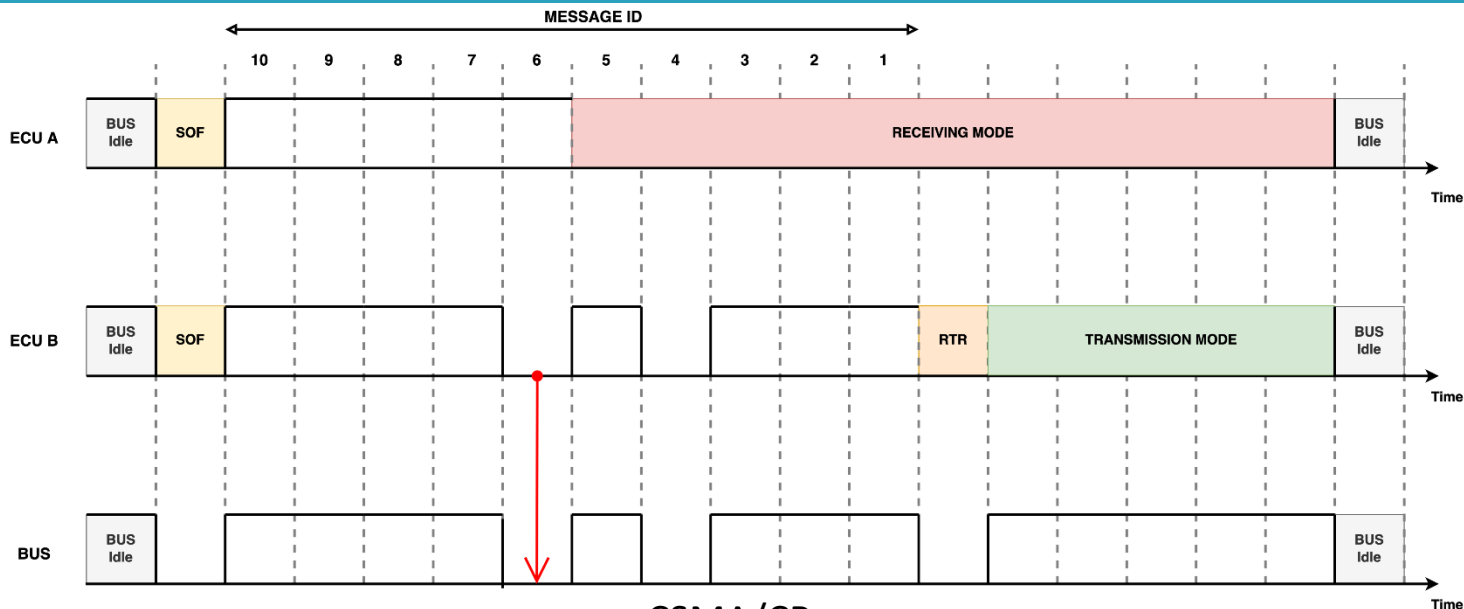 MESSAGE ID
10 9 8 7 6 5 4 3 2 1
ECU A
BUS
Idle
SOF
RECEIVING MODE
BUS
Idle
Time
ECU B
BUS
Idle
SOF
RTR
TRANSMISSION MODE
BUS
Idle
Time
BUS
BUS
Idle
BUS
Idle
Time